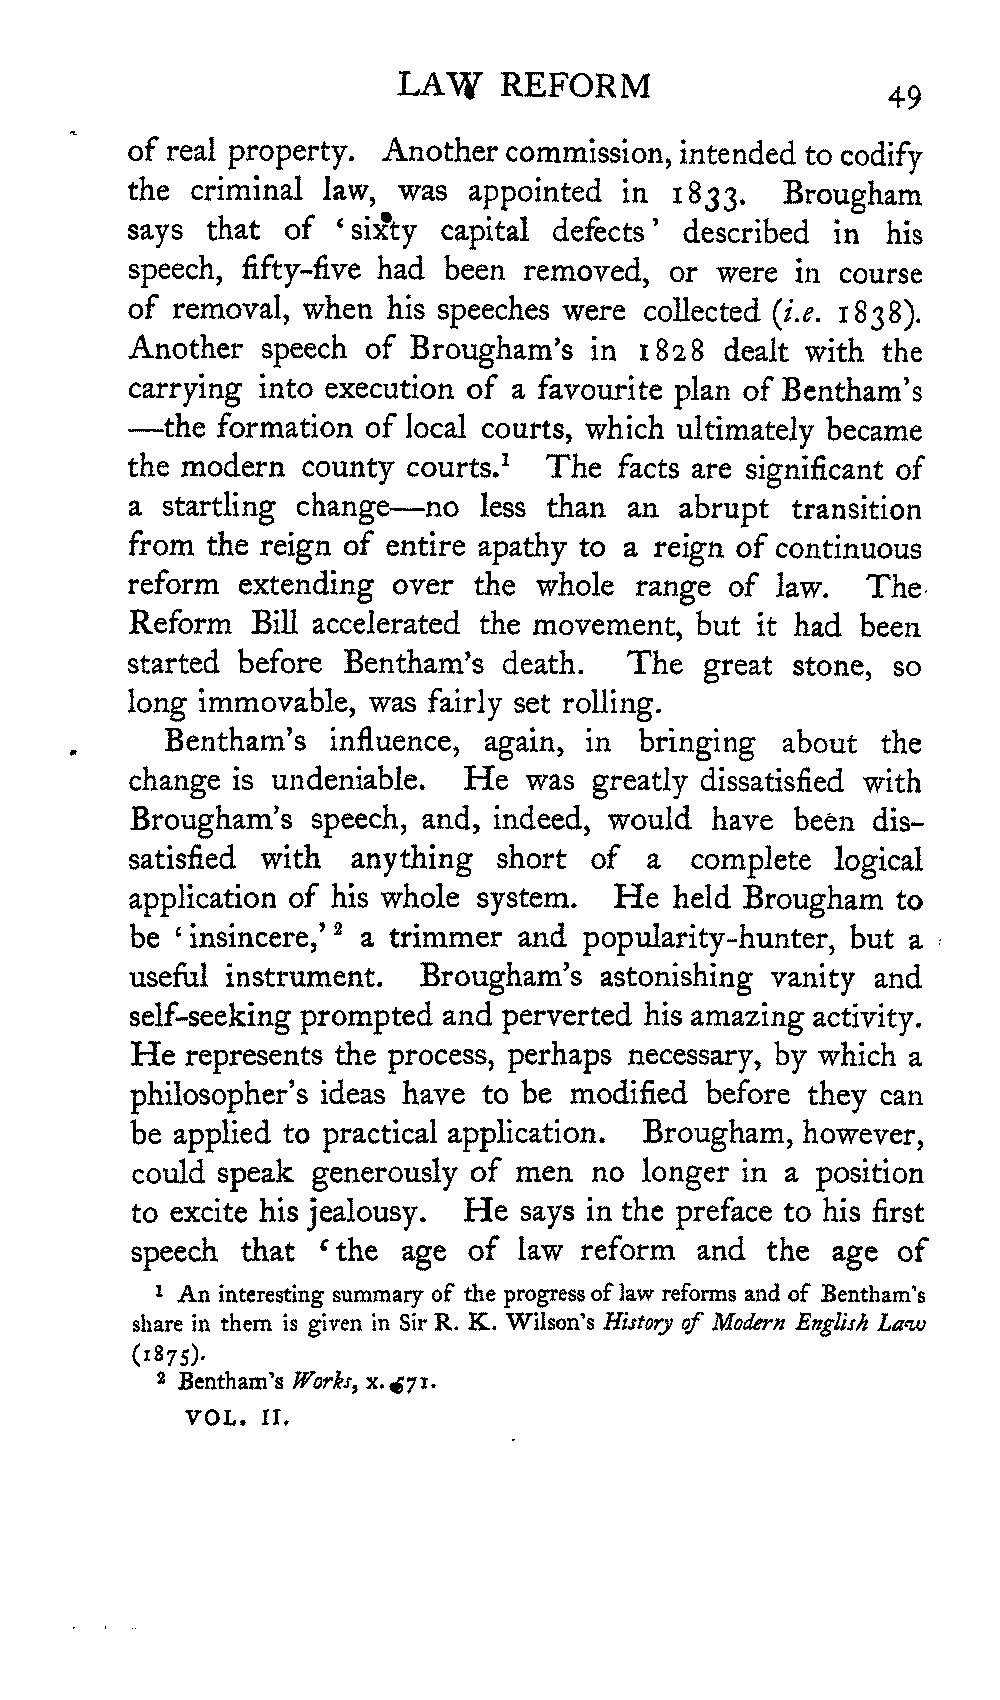 LAW REFORM 49
of real property. Another commission, intended to codify
the criminal law, was appointed in 1833. Brougham
says that of ‘sixty capital defects’ described in his
speech, fifty-five had been removed, or were in course
of removal, when his speeches were collected (i.e. 1838).
Another speech of Brougham's in 1828 dealt with the
carrying into execution of a favourite plan of Bentham's
—the formation of local courts, which ultimately became
the modern county courts.¹ The facts are significant of
a startling change—no less than an abrupt transition
from the reign of entire apathy to a reign of continuous
reform extending over the whole range of law. The
Reform Bill accelerated the movement, but it had been
started before Bentham's death. The great stone, so
long immovable, was fairly set rolling.
Bentham's influence, again, in bringing about the
change is undeniable. He was greatly dissatisfied with
Brougham's speech, and, indeed, would have been dis-
satisfied with anything short of a complete logical
application of his whole system. He held Brougham to
be ‘insincere,’² a trimmer and popularity-hunter, but a
useful instrument. Brougham's astonishing vanity and
self-seeking prompted and perverted his amazing activity.
He represents the process, perhaps necessary, by which a
philosopher's ideas have to be modified before they can
be applied to practical application. Brougham, however,
could speak generously of men no longer in a position
to excite his jealousy. He says in the preface to his first
speech that ‘the age of law reform and the age of
¹ An interesting summary of the progress of law reforms and of Bentham's
share in them is given in Sir R. K. Wilson's History of Modern English Law
(1875).
² Bentham's Works, x.
VOL. II.